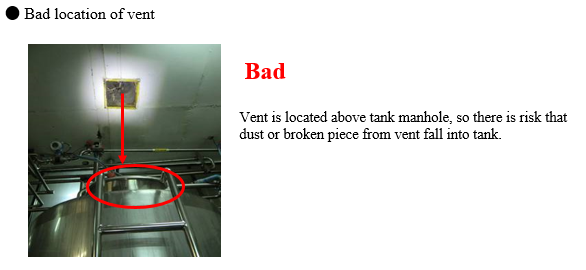 ● Bad location of vent
Bad
Vent is located above tank manhole, so there is risk that
dust or broken piece from vent fall into tank.